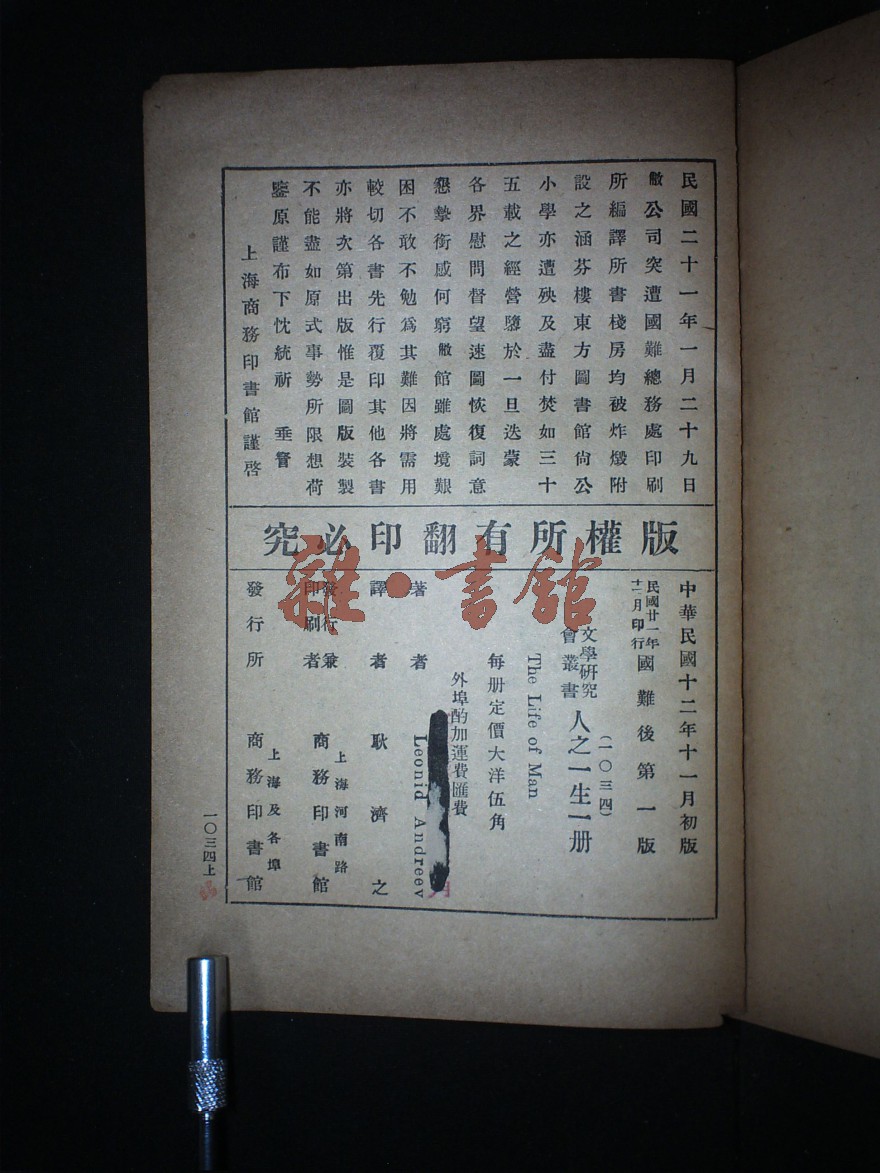 民國二十一年一月二十九日
敝公司突遭國難總務處印刷
所編譯所書棧房均被炸燬附
設之涵芬樓東方圖書館尙公
小學亦遭殃及盡付焚如三十
五載之經營隳於一旦迭蒙
各界慰問督望速圖恢復詞意
懇摯銜感何窮敝館雖處境艱
困不敢不勉爲其難因將需用
較切各書先行覆印其他各書
亦將次第出版惟是圖版裝製
不能盡如原式事勢所限想荷
鑒原謹布下忱統祈 垂詧
上海商務印書館謹啓
版權所有翻印必究
雜·書館
中華民國十二年十一月初版
民國廿一年十二月印行 國難後第一版
(一〇三四)
文學研究會叢書 人之一生一册
The Life of Man
每册定價大洋伍角
外埠酌加運費匯費
著者 Leonid Andreev
譯者 耿濟之
發行兼印刷者 上海河南路 商務印書館
發行所 上海及各埠 商務印書館
一〇三四上